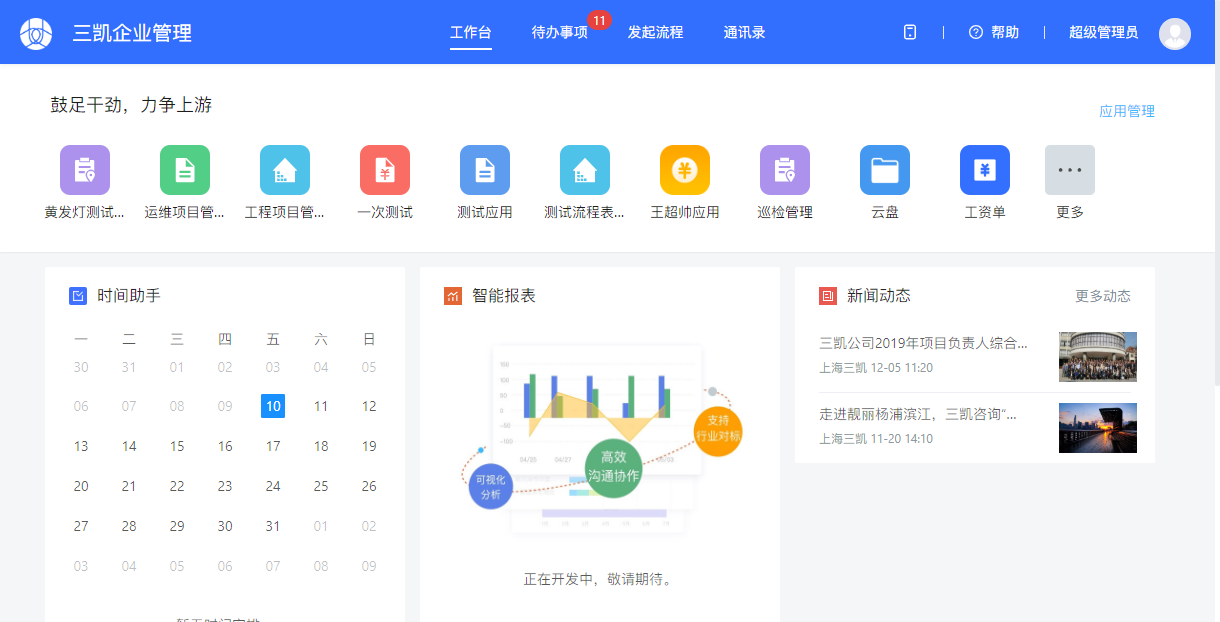 三凯企业管理
工作台
待办事项
11
发起流程
通讯录
帮助
超级管理员
鼓足干劲，力争上游
应用管理
黄发灯测试...
运维项目管...
工程项目管...
一次测试
测试应用
测试流程表...
王超帅应用
巡检管理
云盘
工资单
更多
时间助手
一 二 三 四 五 六 日
30 31 01 02 03 04 05
06 07 08 09 10 11 12
13 14 15 16 17 18 19
20 21 22 23 24 25 26
27 28 29 30 31 01 02
03 04 05 06 07 08 09
智能报表
150
100
50
0
-50
-100
04/25
04/27
支持
行业对标
高效
沟通协作
可视化
分析
正在开发中，敬请期待。
新闻动态
更多动态
三凯公司2019年项目负责人综合...
上海三凯 12-05 11:20
走进靓丽杨浦滨江，三凯咨询“...
上海三凯 11-20 14:10